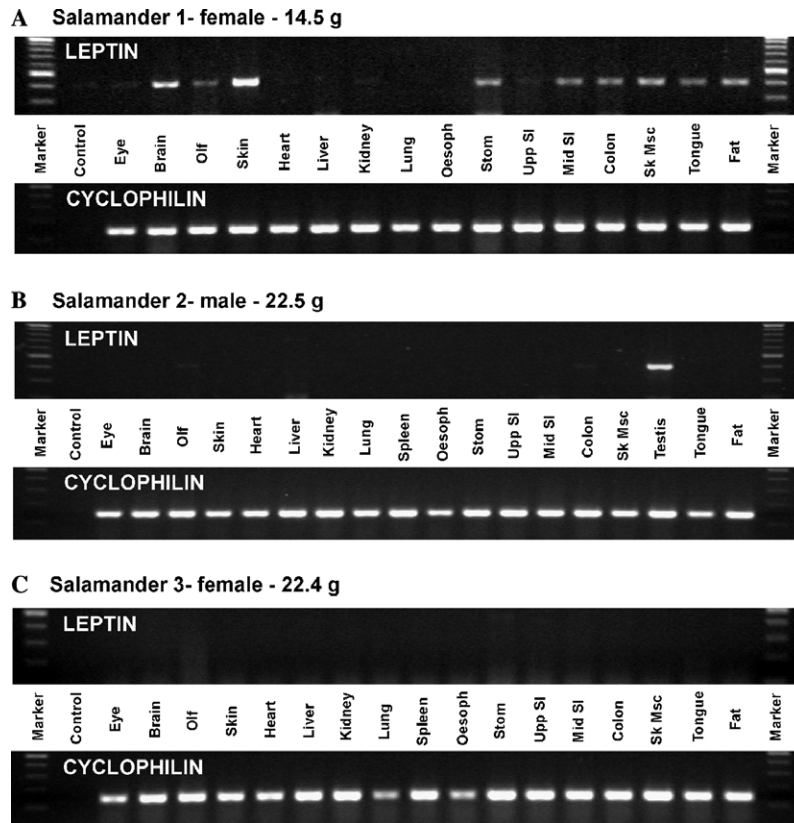 A Salamander 1- female - 14.5 g
LEPTIN
Marker Control Eye Brain Olf Skin Heart Liver Kidney Lung Oesoph Stom Upp SI Mid SI Colon Sk Msc Tongue Fat Marker
CYCLOPHILIN
B Salamander 2- male - 22.5 g
LEPTIN
Marker Control Eye Brain Olf Skin Heart Liver Kidney Lung Spleen Oesoph Stom Upp SI Mid SI Colon Sk Msc Testis Tongue Fat Marker
CYCLOPHILIN
C Salamander 3- female - 22.4 g
LEPTIN
Marker Control Eye Brain Olf Skin Heart Liver Kidney Lung Spleen Oesoph Stom Upp SI Mid SI Colon Sk Msc Tongue Fat Marker
CYCLOPHILIN